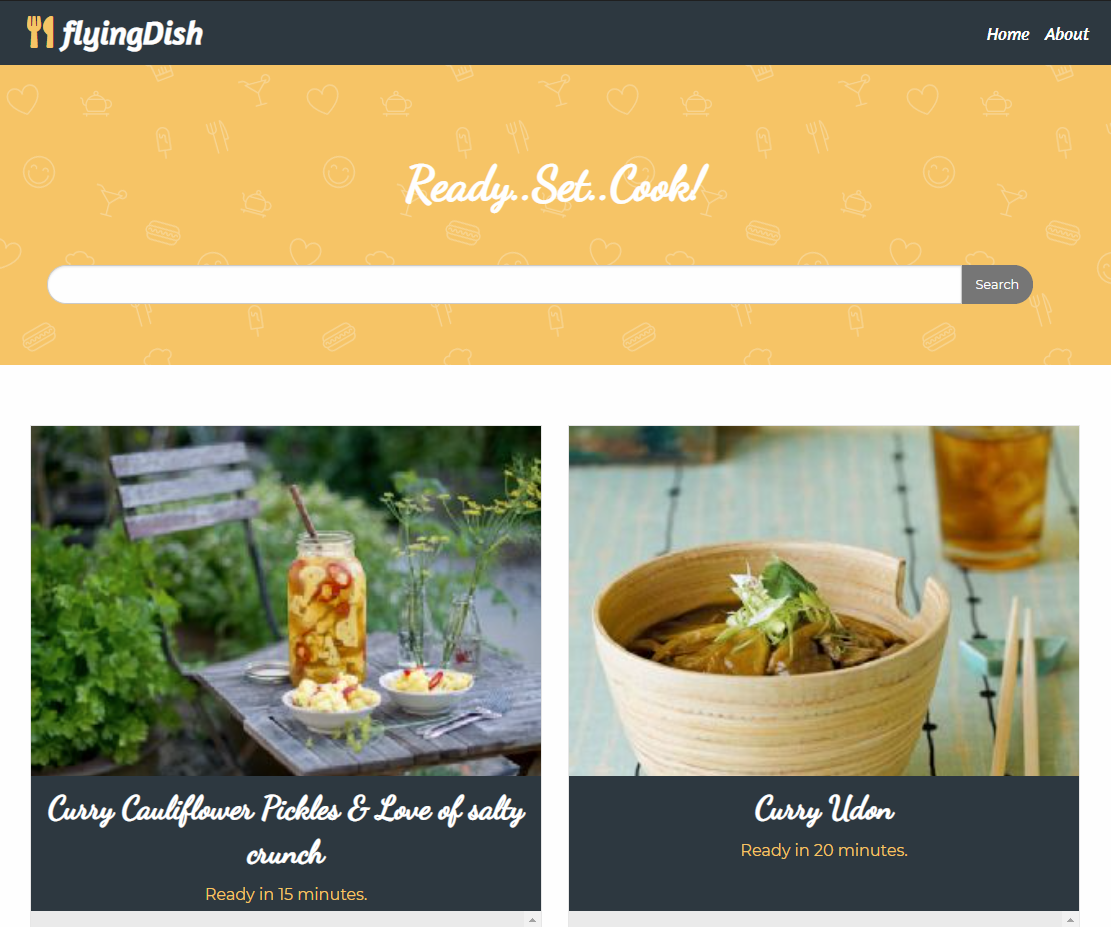 flyingDish
Home About
Ready..Set..Cook!
Search
Curry Cauliflower Pickles & Love of salty
crunch
Ready in 15 minutes.
Curry Udon
Ready in 20 minutes.